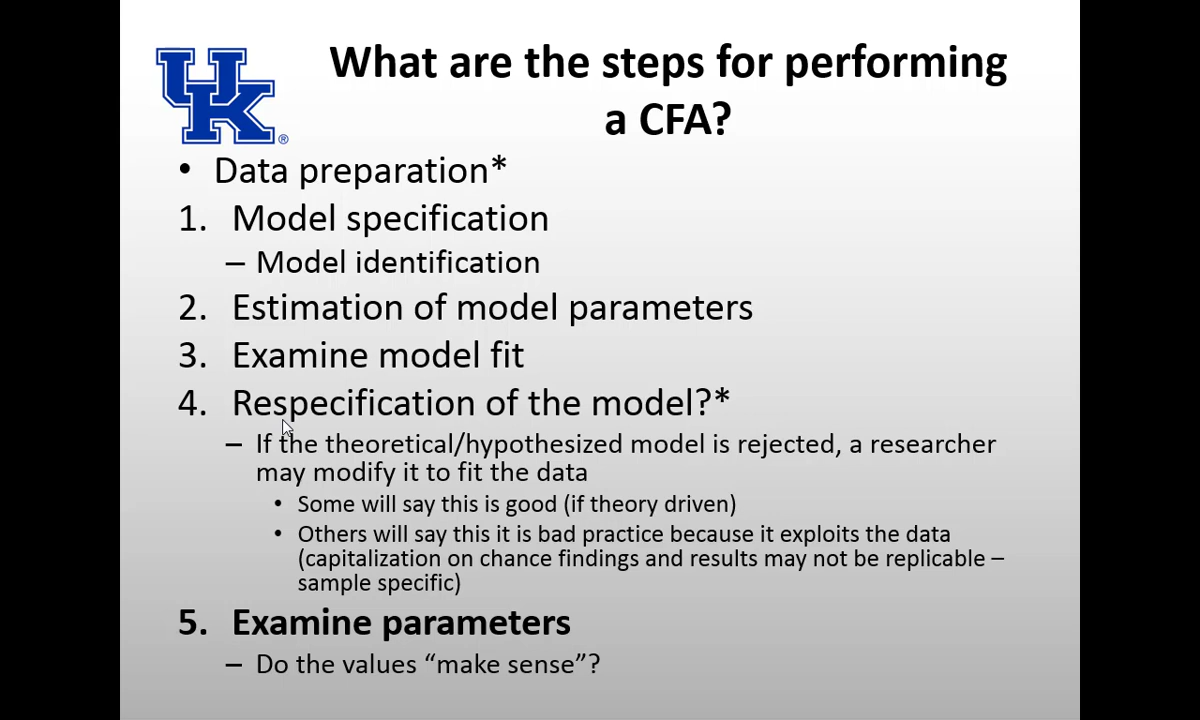 UK®
What are the steps for performing
a CFA?
• Data preparation*
1. Model specification
– Model identification
2. Estimation of model parameters
3. Examine model fit
4. Respecification of the model?*
– If the theoretical/hypothesized model is rejected, a researcher
may modify it to fit the data
• Some will say this is good (if theory driven)
• Others will say this it is bad practice because it exploits the data
(capitalization on chance findings and results may not be replicable –
sample specific)
5. Examine parameters
– Do the values “make sense”?